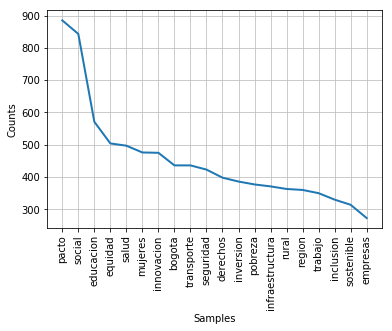 900
800
700
600
500
400
300
Counts
pacto
social
educacion
equidad
salud
mujeres
innovacion
bogota
transporte
seguridad
derechos
inversion
pobreza
infraestructura
rural
region
trabajo
inclusion
sostenible
empresas
Samples